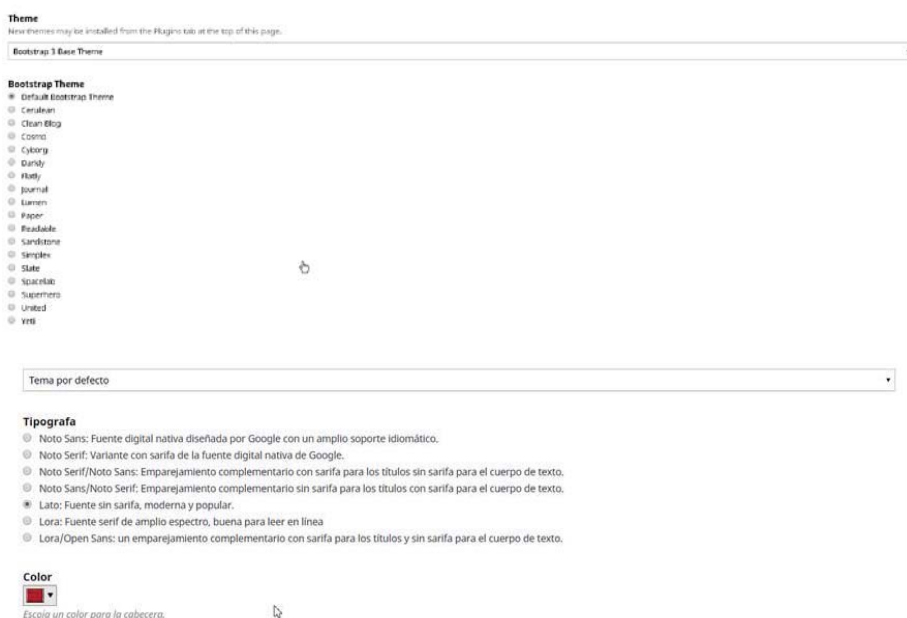 Theme
New themes may be installed from the Plugins tab at the top of this page.
Bootstrap 3 Base Theme
Bootstrap Theme
Default Bootstrap Theme
Cerulean
Clean Blog
Cosmo
Cyborg
Darkly
Flatly
Journal
Lumen
Paper
Readable
Sandstone
Simplex
Slate
Spacelab
Superhero
United
Yeti
Tema por defecto
Tipografa
Noto Sans: Fuente digital nativa diseñada por Google con un amplio soporte idiomático.
Noto Serif: Variante con sarifa de la fuente digital nativa de Google.
Noto Serif/Noto Sans: Emparejamiento complementario con sarifa para los títulos sin sarifa para el cuerpo de texto.
Noto Sans/Noto Serif: Emparejamiento complementario sin sarifa para los títulos con sarifa para el cuerpo de texto.
Lato: Fuente sin sarifa, moderna y popular.
Lora: Fuente serif de amplio espectro, buena para leer en línea
Lora/Open Sans: un emparejamiento complementario con sarifa para los títulos y sin sarifa para el cuerpo de texto.
Color
Escoja un color para la cabecera.